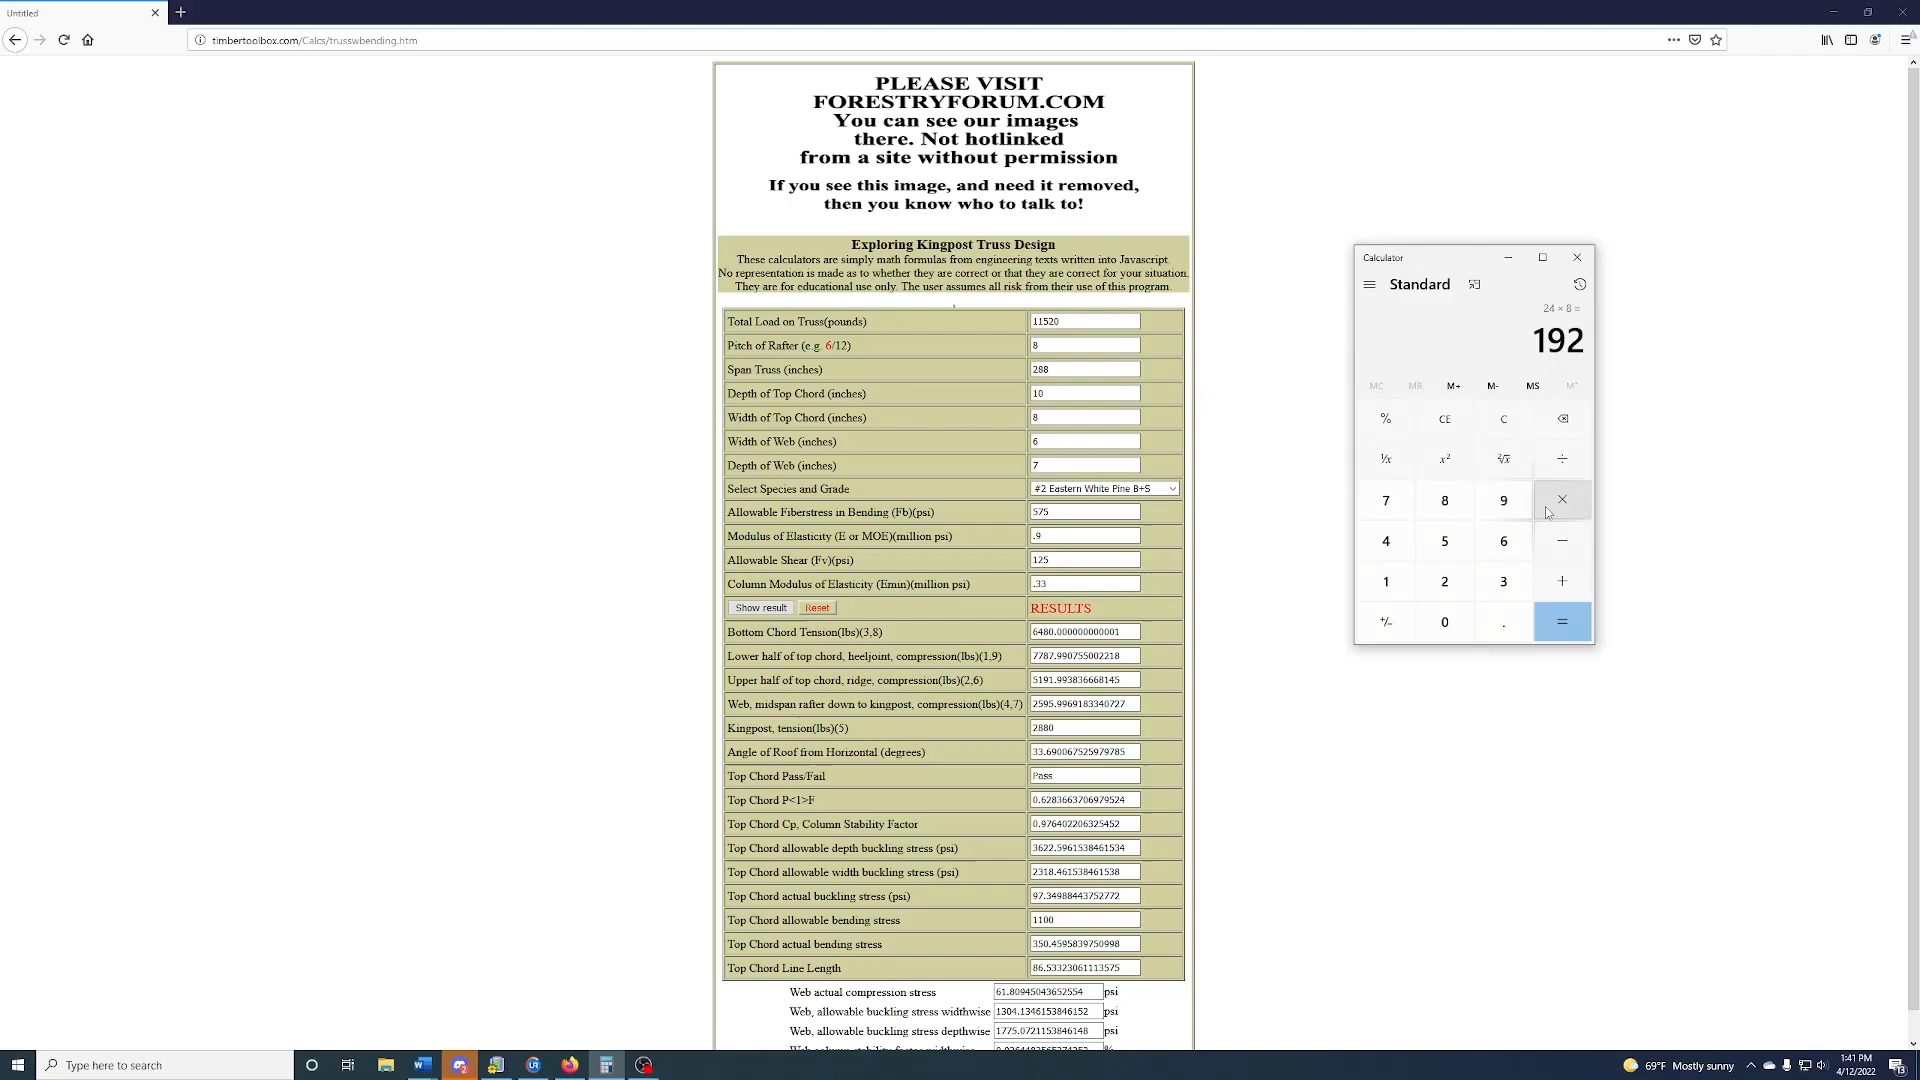 Untitled
timbertoolbox.com/Calcs/trusswbending.htm
PLEASE VISIT
FORESTRYFORUM.COM
You can see our images
there. Not hotlinked
from a site without permission
If you see this image, and need it removed,
then you know who to talk to!
Exploring Kingpost Truss Design
These calculators are simply math formulas from engineering texts written into Javascript.
No representation is made as to whether they are correct or that they are correct for your situation.
They are for educational use only. The user assumes all risk from their use of this program.
Total Load on Truss(pounds) 11520
Pitch of Rafter (e.g. 6/12) 8
Span Truss (inches) 288
Depth of Top Chord (inches) 10
Width of Top Chord (inches) 8
Width of Web (inches) 6
Depth of Web (inches) 7
Select Species and Grade #2 Eastern White Pine B+S
Allowable Fiberstress in Bending (Fb)(psi) 575
Modulus of Elasticity (E or MOE)(million psi) .9
Allowable Shear (Fv)(psi) 125
Column Modulus of Elasticity (Emin)(million psi) .33
Show result Reset RESULTS
Bottom Chord Tension(lbs)(3,8) 6480.000000000001
Lower half of top chord, heeljoint, compression(lbs)(1,9) 7787.990755002218
Upper half of top chord, ridge, compression(lbs)(2,6) 5191.993836668145
Web, midspan rafter down to kingpost, compression(lbs)(4,7) 2595.9969183340727
Kingpost, tension(lbs)(5) 2880
Angle of Roof from Horizontal (degrees) 33.690067525979785
Top Chord Pass/Fail Pass
Top Chord P<1>F 0.6283663706979524
Top Chord Cp, Column Stability Factor 0.976402206325452
Top Chord allowable depth buckling stress (psi) 3622.5961538461534
Top Chord allowable width buckling stress (psi) 2318.461538461538
Top Chord actual buckling stress (psi) 97.34988443752772
Top Chord allowable bending stress 1100
Top Chord actual bending stress 350.4595839750998
Top Chord Line Length 86.53323061113575
Web actual compression stress 61.80945043652554 psi
Web, allowable buckling stress widthwise 1304.1346153846152 psi
Web, allowable buckling stress depthwise 1775.0721153846148 psi
Calculator
Standard
24 × 8 =
192
MC MR M+ M- MS M˅
% CE C
¹/x x² ²√x ÷
7 8 9 ×
4 5 6 −
1 2 3 +
+/− 0 . =
Type here to search
69°F Mostly sunny
1:41 PM
4/12/2022